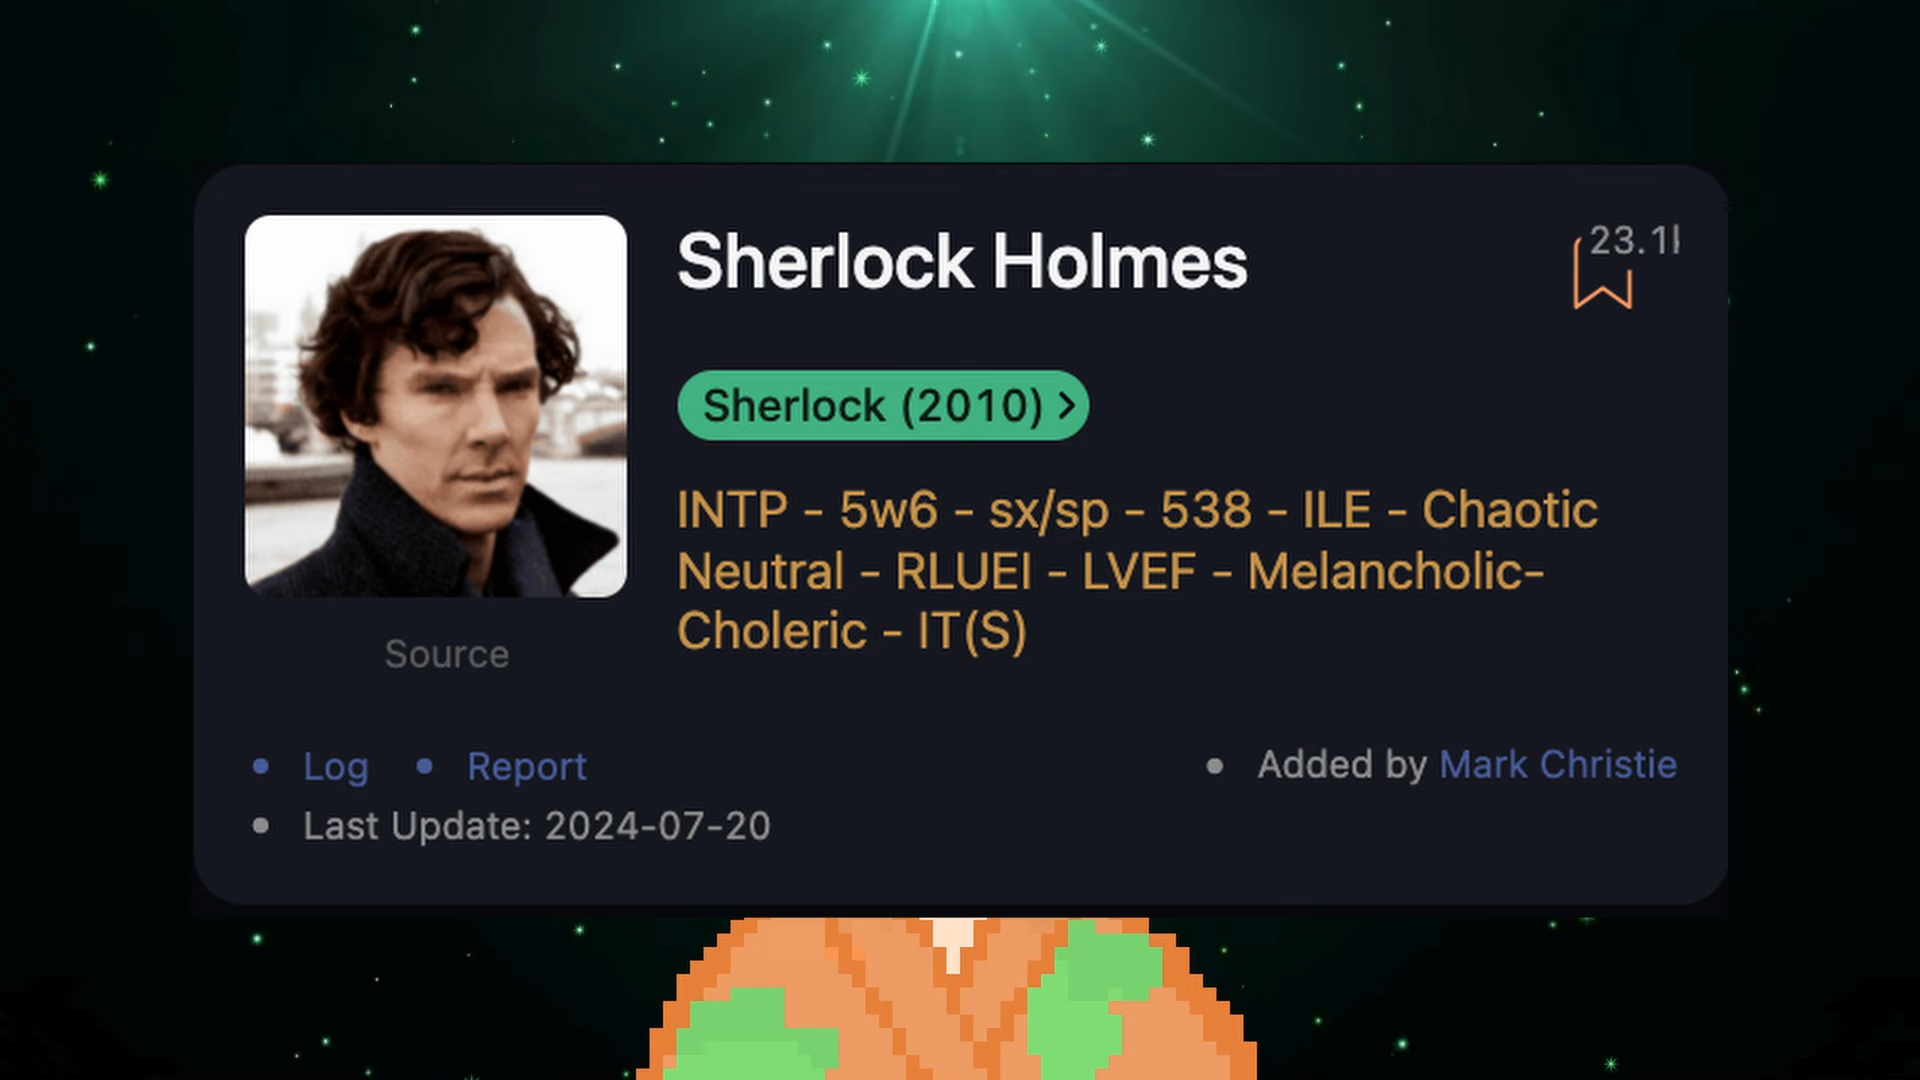 Sherlock Holmes
23.1
Sherlock (2010) >
INTP - 5w6 - sx/sp - 538 - ILE - Chaotic
Neutral - RLUEI - LVEF - Melancholic-
Choleric - IT(S)
Source
• Log • Report
• Added by Mark Christie
• Last Update: 2024-07-20